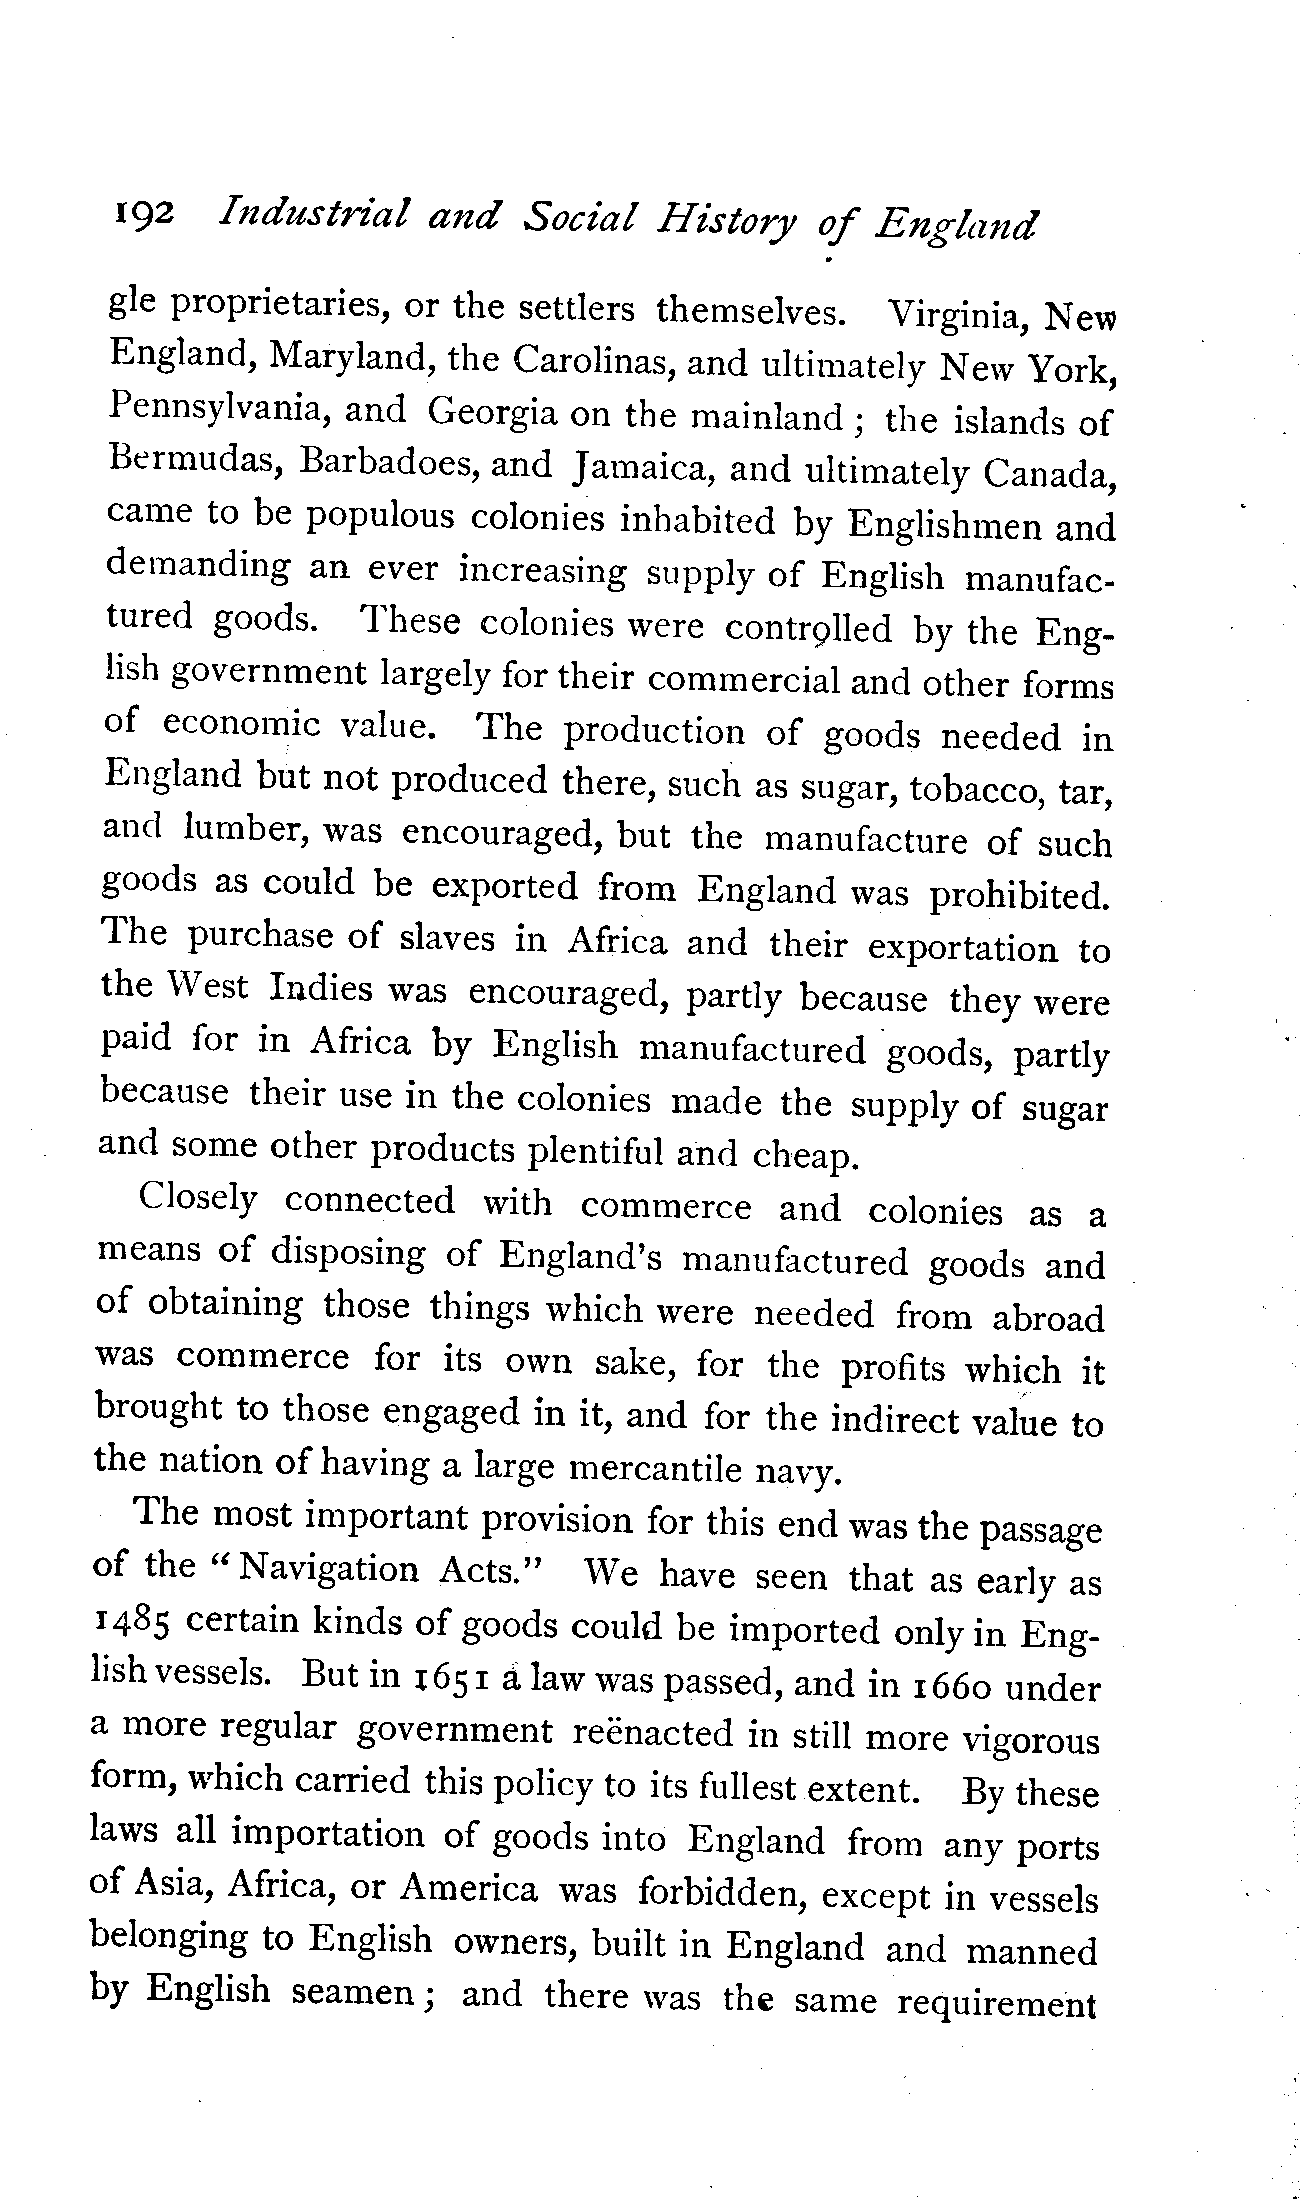 192 Industrial and Social History of England
gle proprietaries, or the settlers themselves. Virginia, New
England, Maryland, the Carolinas, and ultimately New York,
Pennsylvania, and Georgia on the mainland ; the islands of
Bermudas, Barbadoes, and Jamaica, and ultimately Canada,
came to be populous colonies inhabited by Englishmen and
demanding an ever increasing supply of English manufac-
tured goods. These colonies were controlled by the Eng-
lish government largely for their commercial and other forms
of economic value. The production of goods needed in
England but not produced there, such as sugar, tobacco, tar,
and lumber, was encouraged, but the manufacture of such
goods as could be exported from England was prohibited.
The purchase of slaves in Africa and their exportation to
the West Indies was encouraged, partly because they were
paid for in Africa by English manufactured goods, partly
because their use in the colonies made the supply of sugar
and some other products plentiful and cheap.
Closely connected with commerce and colonies as a
means of disposing of England's manufactured goods and
of obtaining those things which were needed from abroad
was commerce for its own sake, for the profits which it
brought to those engaged in it, and for the indirect value to
the nation of having a large mercantile navy.
The most important provision for this end was the passage
of the "Navigation Acts." We have seen that as early as
1485 certain kinds of goods could be imported only in Eng-
lish vessels. But in 1651 a law was passed, and in 1660 under
a more regular government reënacted in still more vigorous
form, which carried this policy to its fullest extent. By these
laws all importation of goods into England from any ports
of Asia, Africa, or America was forbidden, except in vessels
belonging to English owners, built in England and manned
by English seamen ; and there was the same requirement